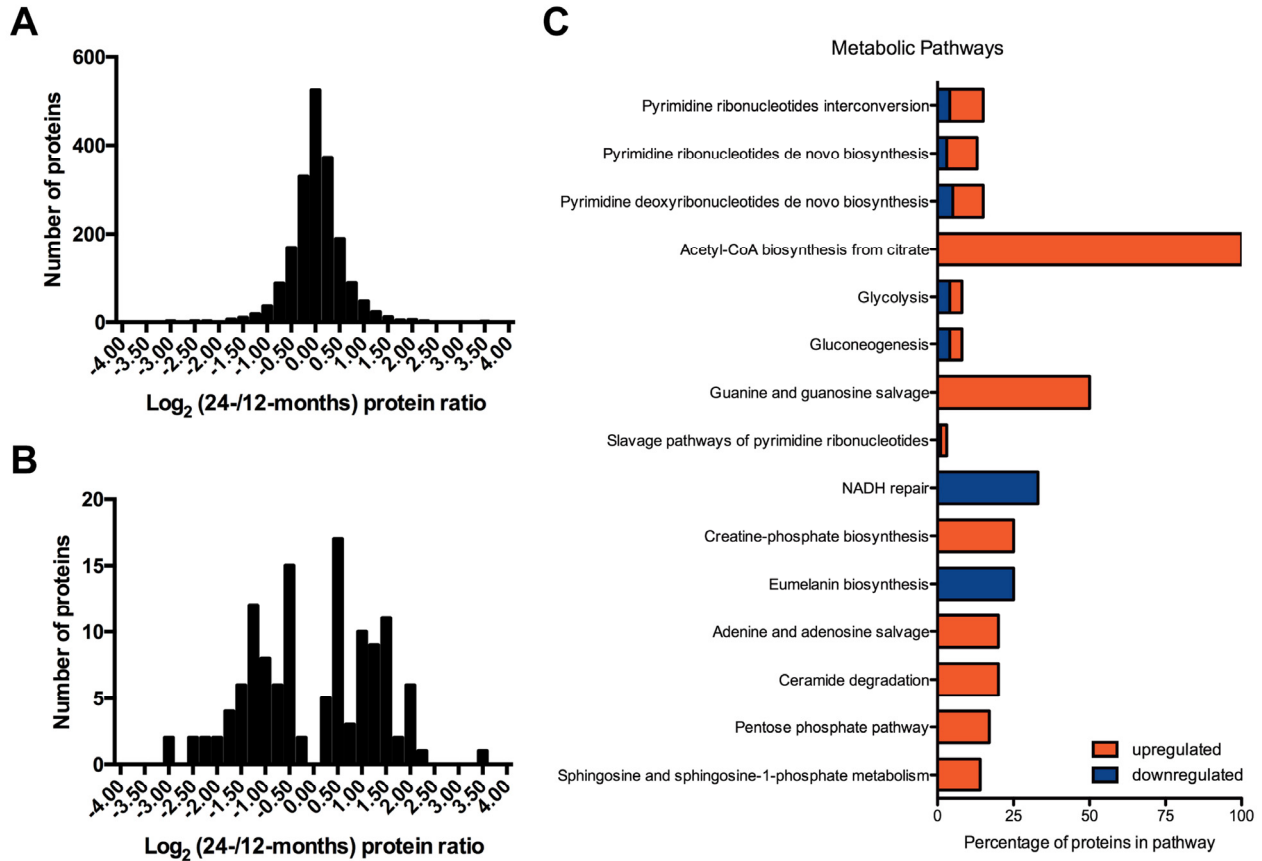 A
600
400
200
0
Number of proteins
-4.00
-3.50
-3.00
-2.50
-2.00
-1.50
-1.00
-0.50
0.00
0.50
1.00
1.50
2.00
2.50
3.00
3.50
4.00
Log2 (24-/12-months) protein ratio
B
20
15
10
5
0
Number of proteins
-4.00
-3.50
-3.00
-2.50
-2.00
-1.50
-1.00
-0.50
0.00
0.50
1.00
1.50
2.00
2.50
3.00
3.50
4.00
Log2 (24-/12-months) protein ratio
C
Metabolic Pathways
Pyrimidine ribonucleotides interconversion
Pyrimidine ribonucleotides de novo biosynthesis
Pyrimidine deoxyribonucleotides de novo biosynthesis
Acetyl-CoA biosynthesis from citrate
Glycolysis
Gluconeogenesis
Guanine and guanosine salvage
Slavage pathways of pyrimidine ribonucleotides
NADH repair
Creatine-phosphate biosynthesis
Eumelanin biosynthesis
Adenine and adenosine salvage
Ceramide degradation
Pentose phosphate pathway
Sphingosine and sphingosine-1-phosphate metabolism
upregulated
downregulated
0
25
50
75
100
Percentage of proteins in pathway